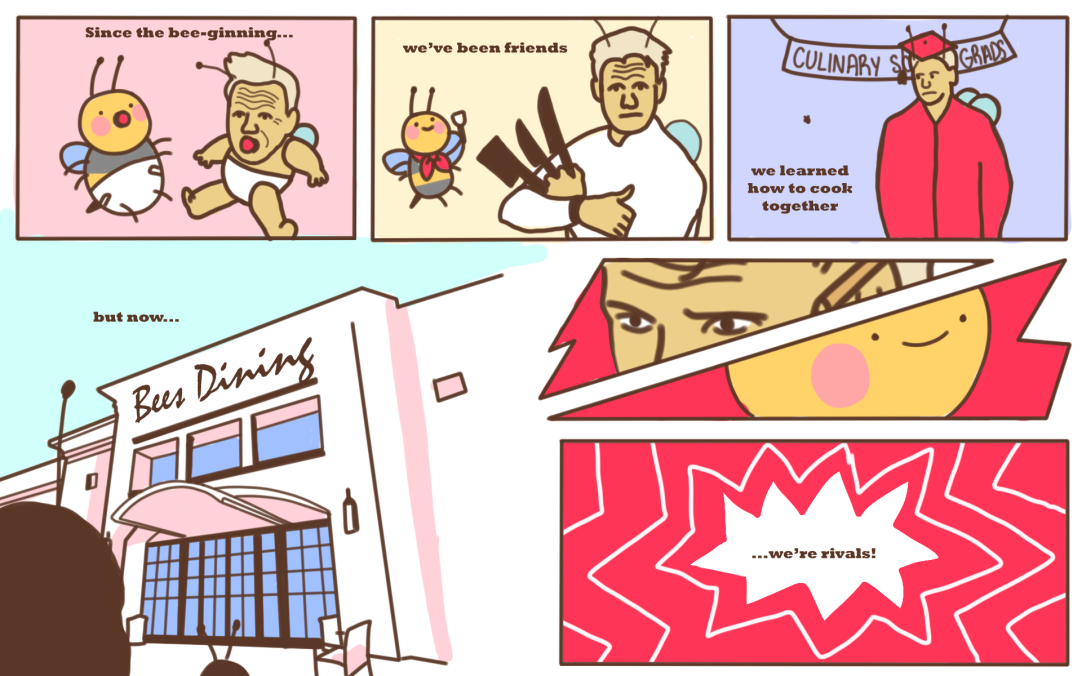 Since the bee-ginning...
we've been friends
CULINARY S
GRADS
we learned
how to cook
together
but now...
Bees Dining
...we're rivals!